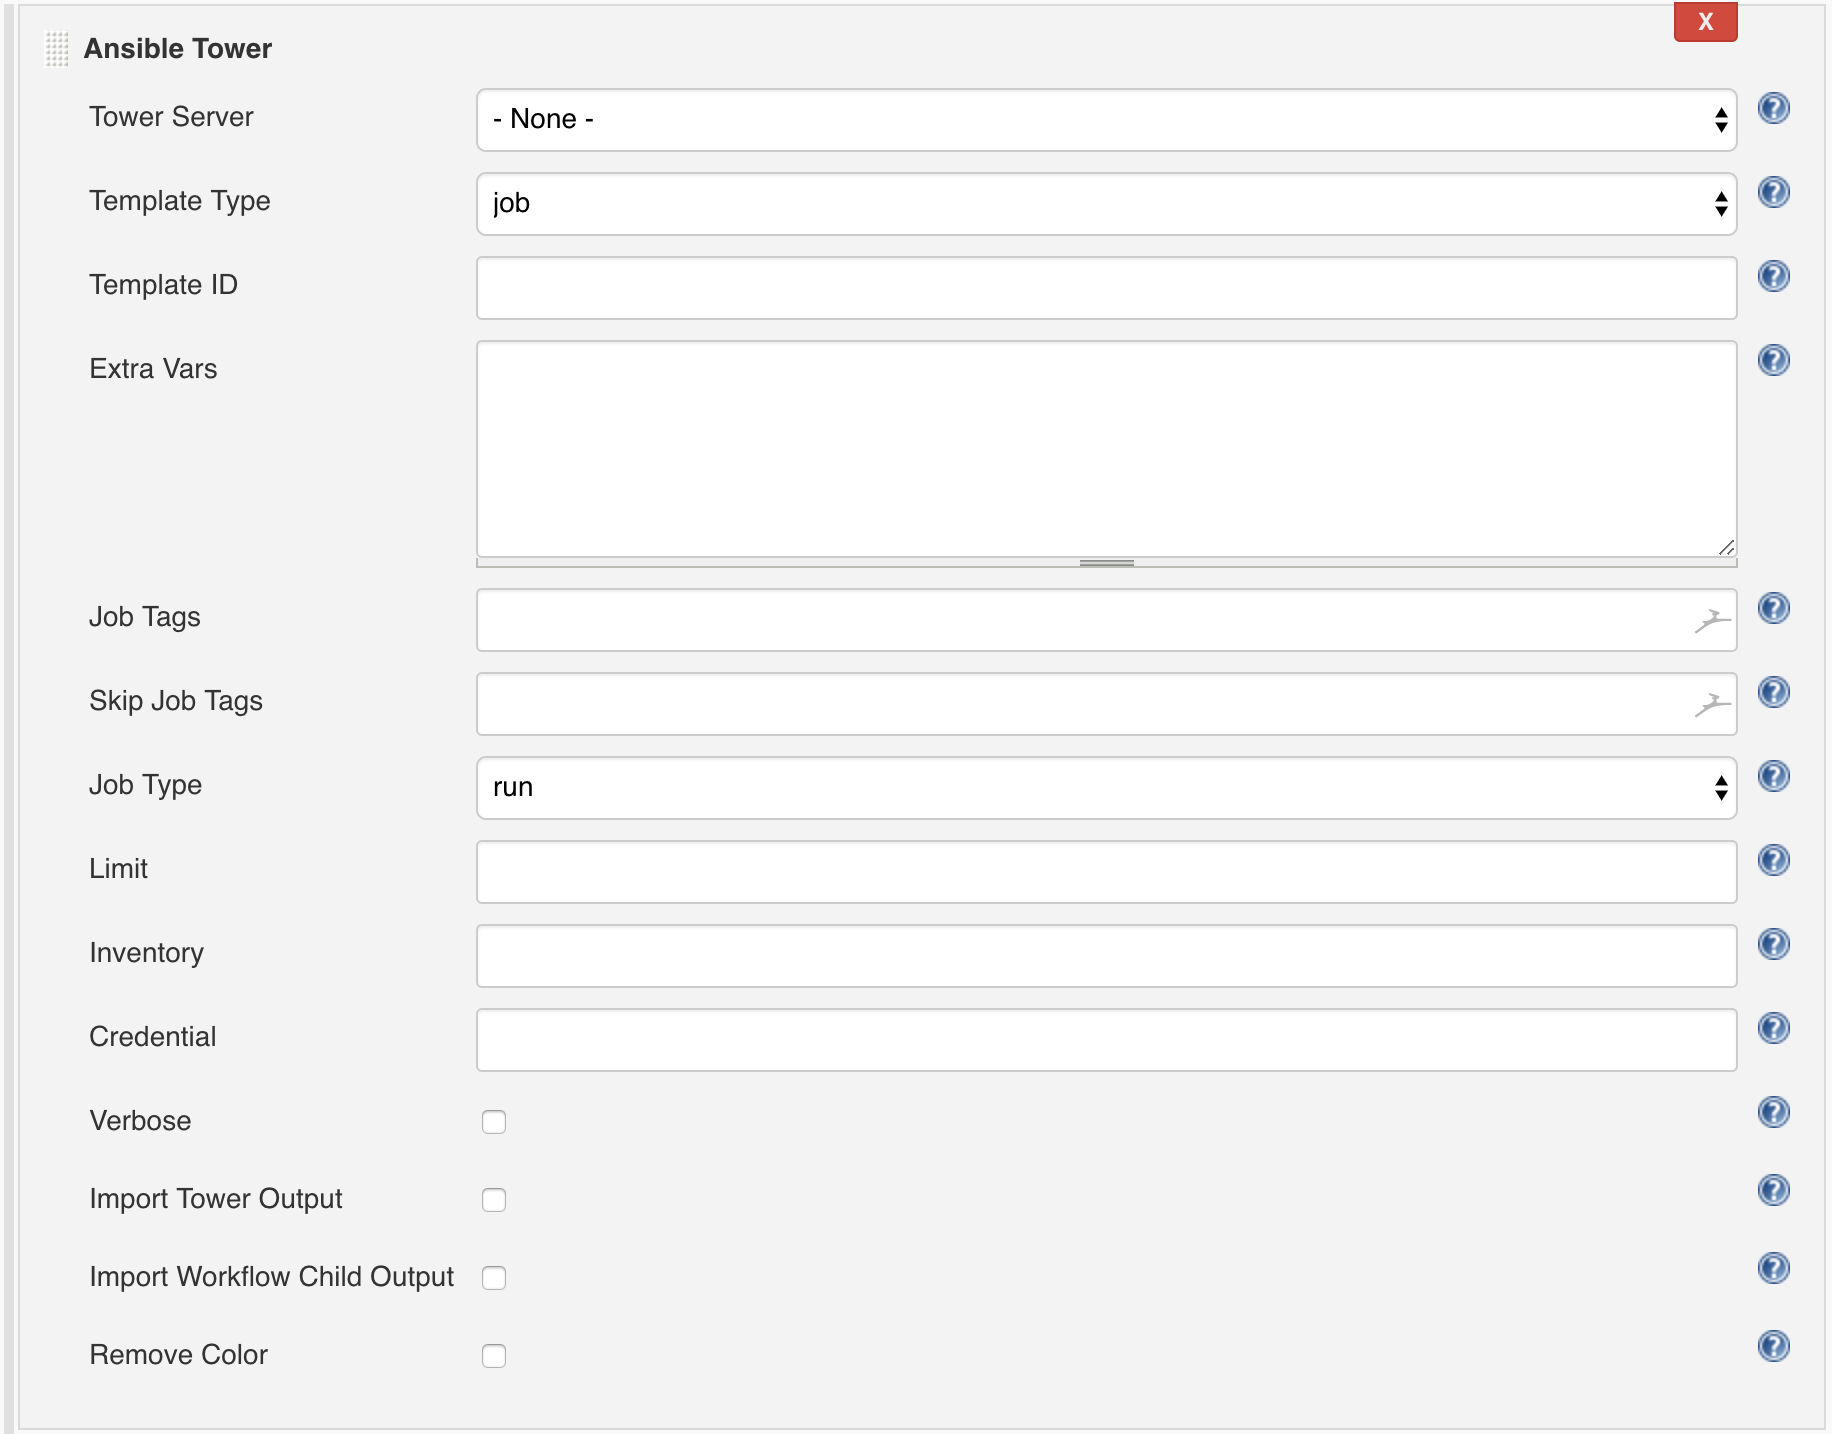 X
Ansible Tower
Tower Server
- None -
?
Template Type
job
?
Template ID
?
Extra Vars
?
Job Tags
?
Skip Job Tags
?
Job Type
run
?
Limit
?
Inventory
?
Credential
?
Verbose
?
Import Tower Output
?
Import Workflow Child Output
?
Remove Color
?